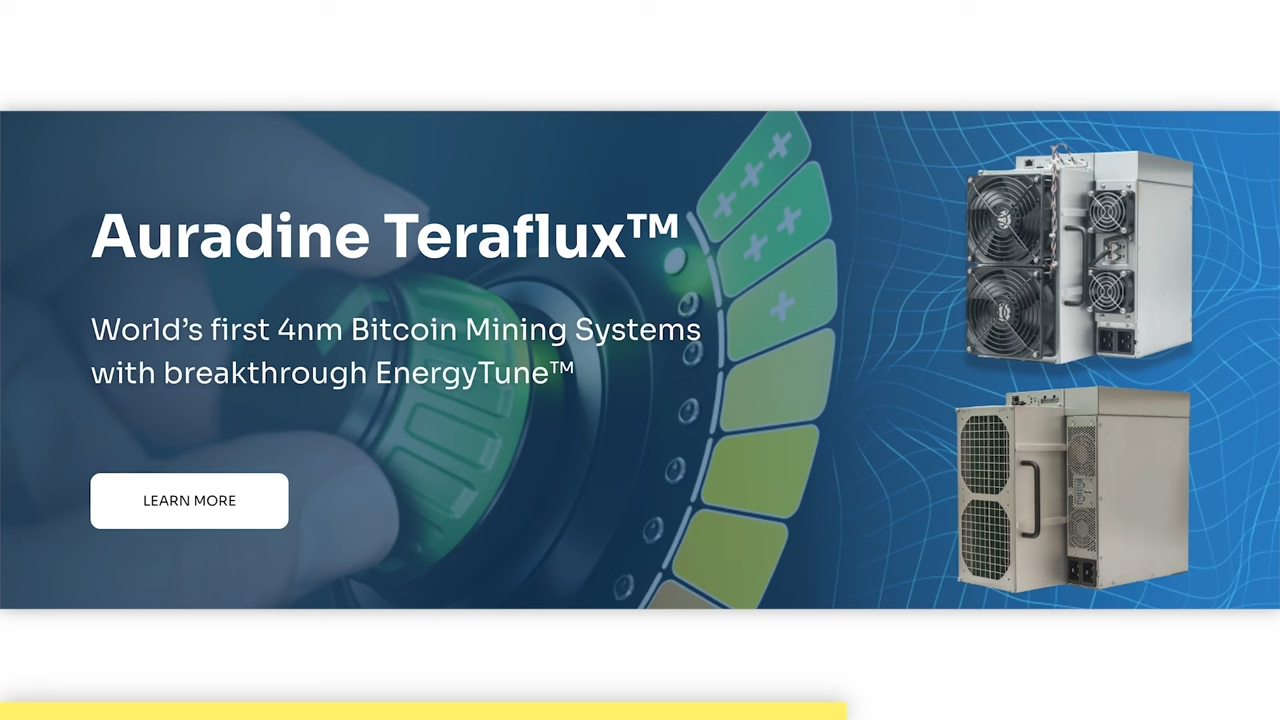 Auradine Teraflux™
World’s first 4nm Bitcoin Mining Systems
with breakthrough EnergyTune™
LEARN MORE